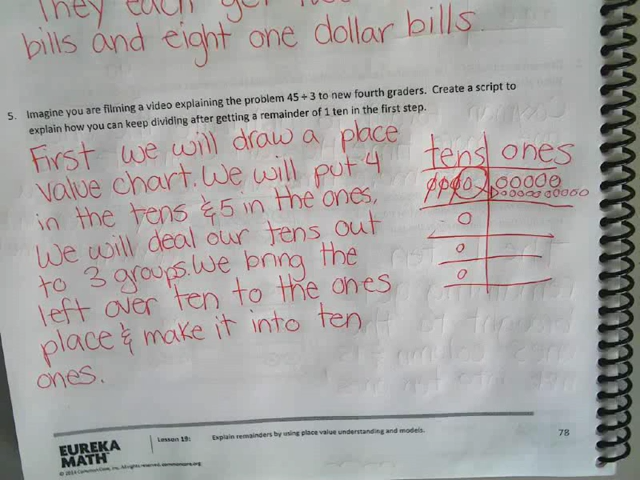 They each get
bills and eight one dollar bills.
5. Imagine you are filming a video explaining the problem 45 ÷ 3 to new fourth graders. Create a script to
explain how you can keep dividing after getting a remainder of 1 ten in the first step.
First we will draw a place
value chart. We will put 4
in the tens & 5 in the ones.
We will deal our tens out
to 3 groups. We bring the
left over ten to the ones
place & make it into ten
ones.
tens ones
EUREKA
MATH
Lesson 19: Explain remainders by using place value understanding and models.
78